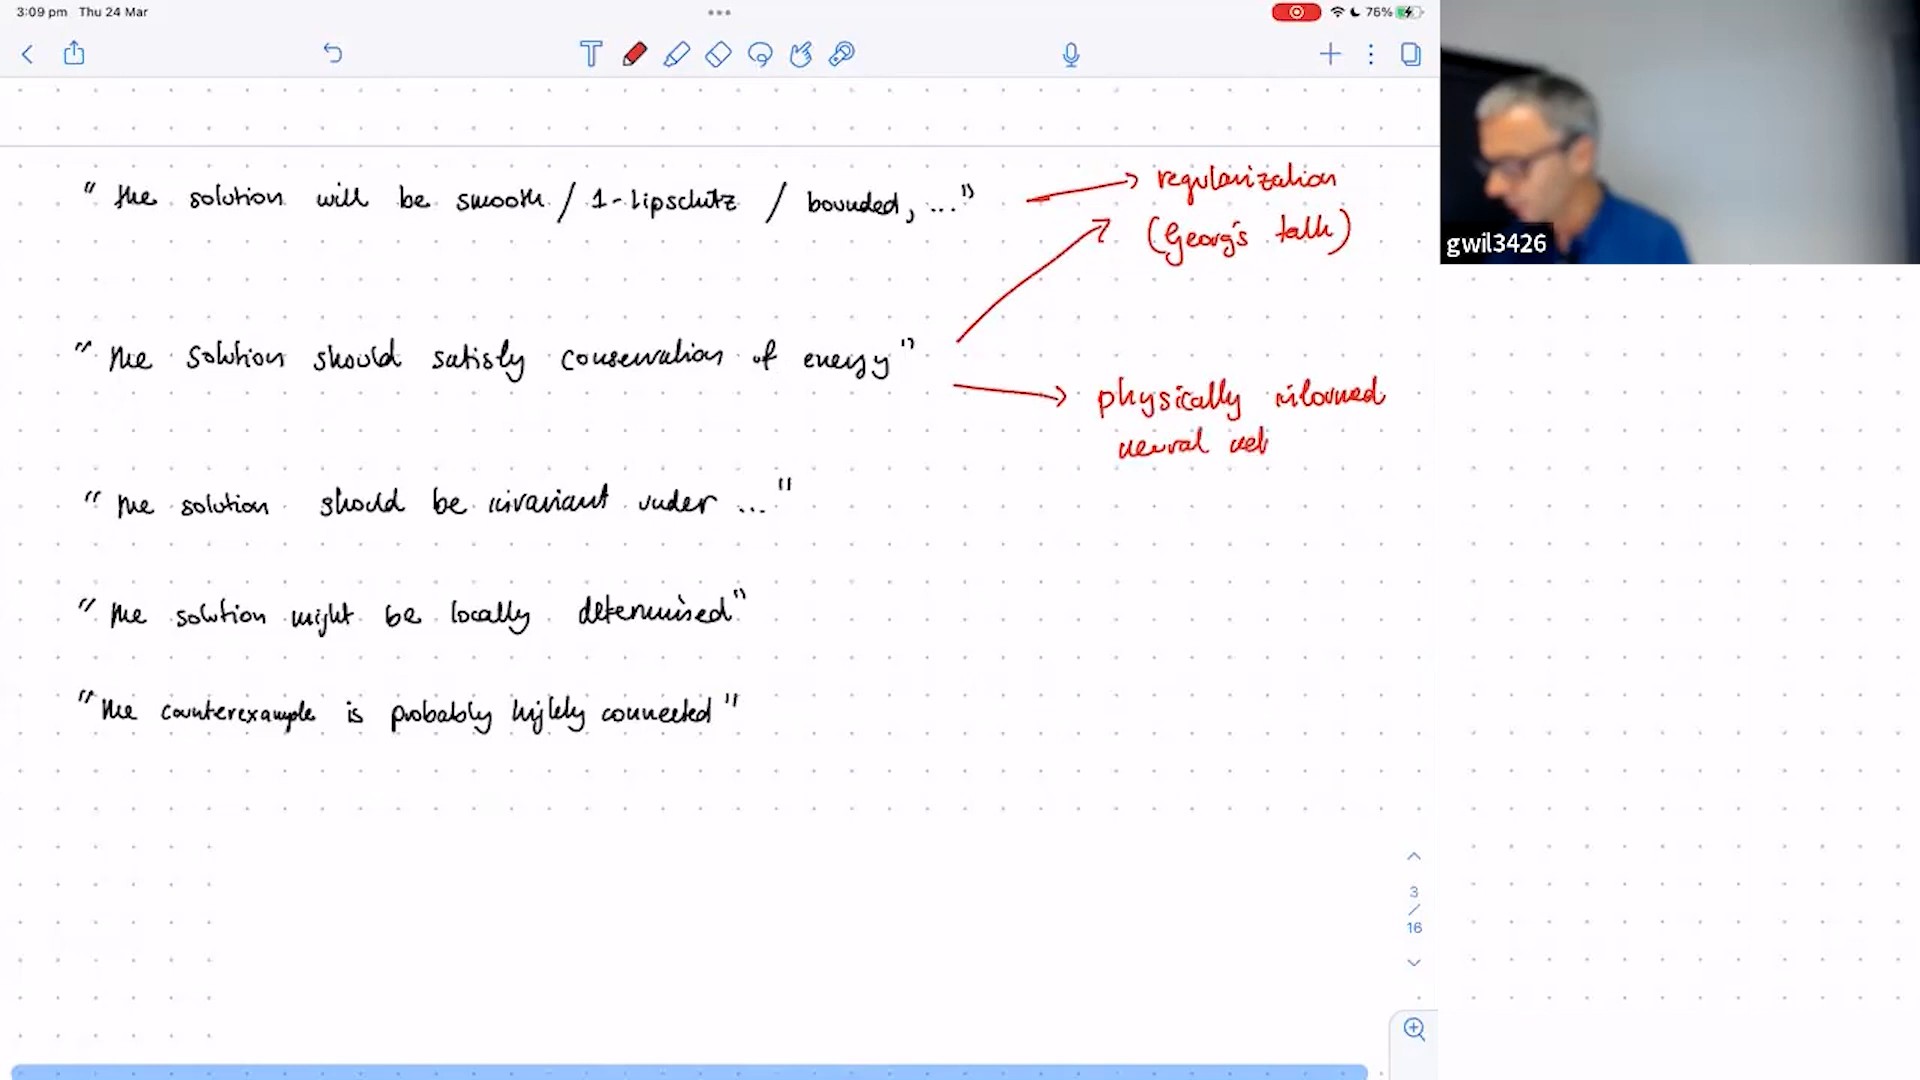 3:09 pm Thu 24 Mar
76%
"the solution will be smooth / 1-lipschitz / bounded, ..."
regularization
(Georg's talk)
"the solution should satisfy conservation of energy"
physically informed
neural net
"the solution should be invariant under ..."
"the solution might be locally determined"
"the counterexample is probably highly connected"
gwil3426
3
/
16